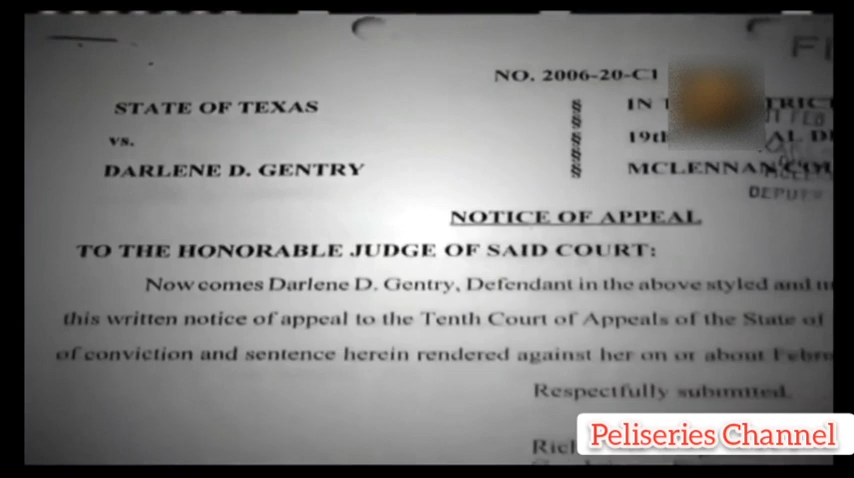 NO. 2006-20-C1
STATE OF TEXAS
IN
vs.
19th
DARLENE D. GENTRY
MCLENNAN
DEPUTY
NOTICE OF APPEAL
TO THE HONORABLE JUDGE OF SAID COURT:
Now comes Darlene D. Gentry, Defendant in the above styled and
this written notice of appeal to the Tenth Court of Appeals of the State of
of conviction and sentence herein rendered against her on or about
Respectfully submitted,
Peliseries Channel